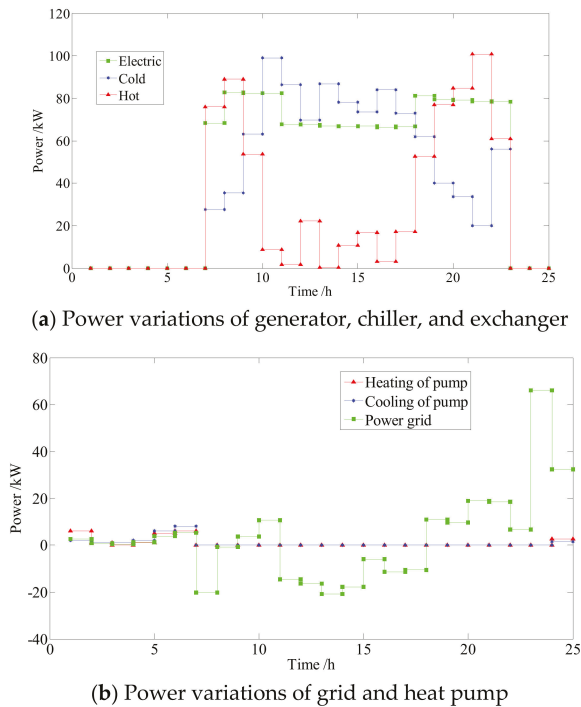 120
100
80
60
40
20
0
Power /kW
Electric
Cold
Hot
0 5 10 15 20 25
Time /h
(a) Power variations of generator, chiller, and exchanger
80
60
40
20
0
-20
-40
Power /kW
Heating of pump
Cooling of pump
Power grid
0 5 10 15 20 25
Time /h
(b) Power variations of grid and heat pump